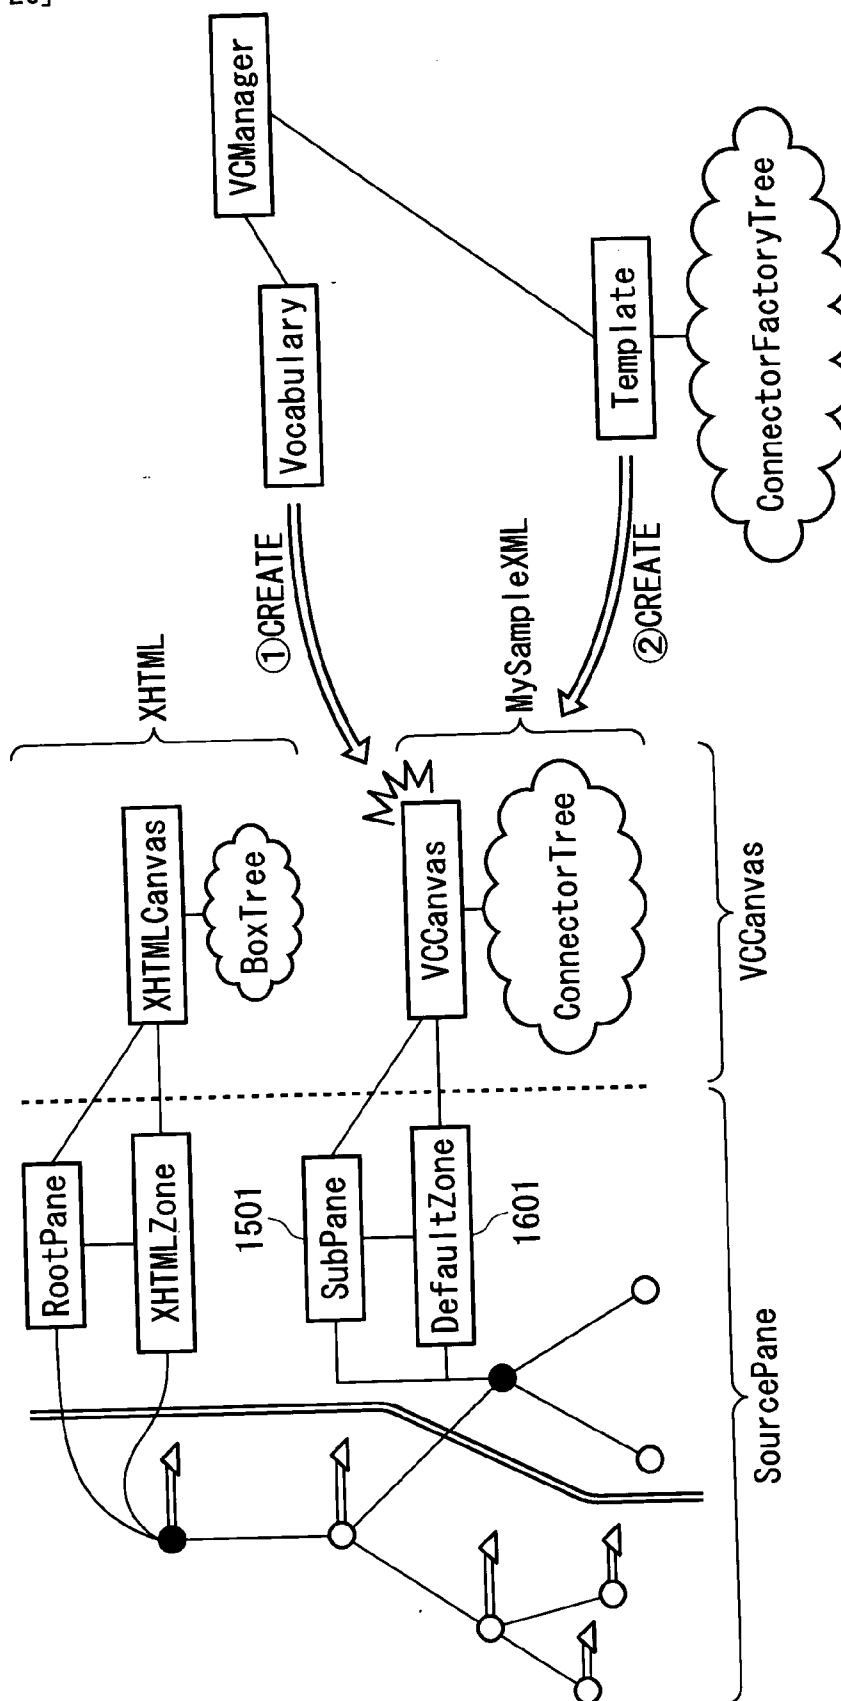 VCManager
Vocabulary
Template
ConnectorFactoryTree
①CREATE
②CREATE
XHTML
MySampleXML
XHTMLCanvas
BoxTree
VCCanvas
ConnectorTree
VCCanvas
RootPane
XHTMLZone
1501
SubPane
DefaultZone
1601
SourcePane